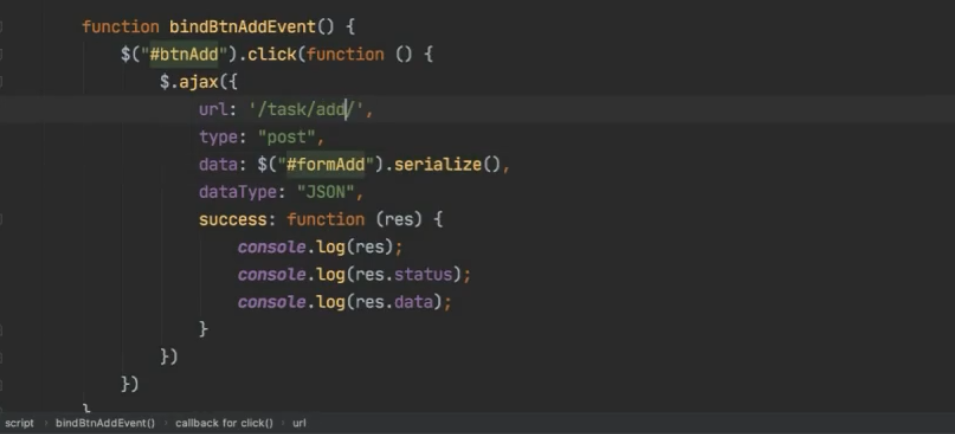 function bindBtnAddEvent() {
$("#btnAdd").click(function () {
$.ajax({
url: '/task/add/',
type: "post",
data: $("#formAdd").serialize(),
dataType: "JSON",
success: function (res) {
console.log(res);
console.log(res.status);
console.log(res.data);
}
})
})
}
script › bindBtnAddEvent() › callback for click() › url